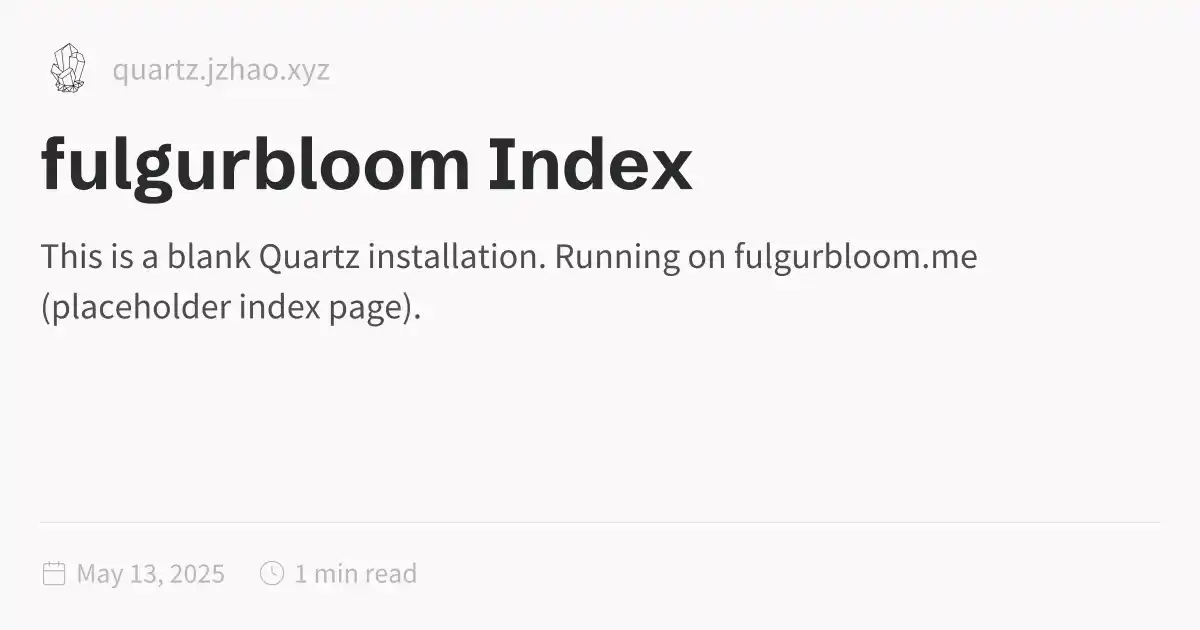 quartz.jzhao.xyz
fulgurbloom Index
This is a blank Quartz installation. Running on fulgurbloom.me
(placeholder index page).
May 13, 2025 1 min read